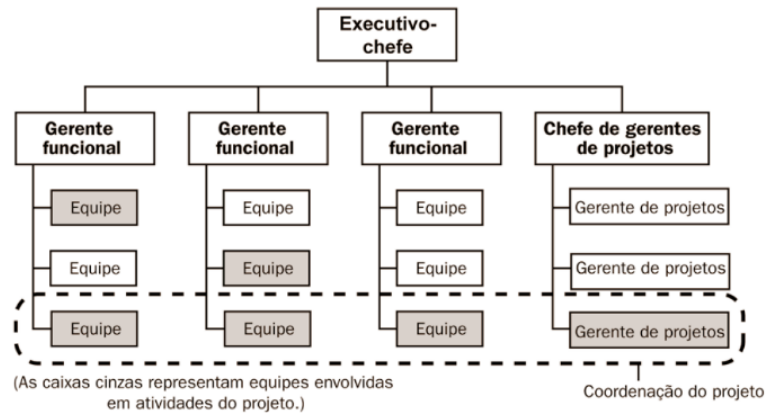 Executivo-
chefe
Gerente
funcional
Gerente
funcional
Gerente
funcional
Chefe de gerentes
de projetos
Equipe
Equipe
Equipe
Gerente de projetos
Equipe
Equipe
Equipe
Gerente de projetos
Equipe
Equipe
Equipe
Gerente de projetos
(As caixas cinzas representam equipes envolvidas
em atividades do projeto.)
Coordenação do projeto